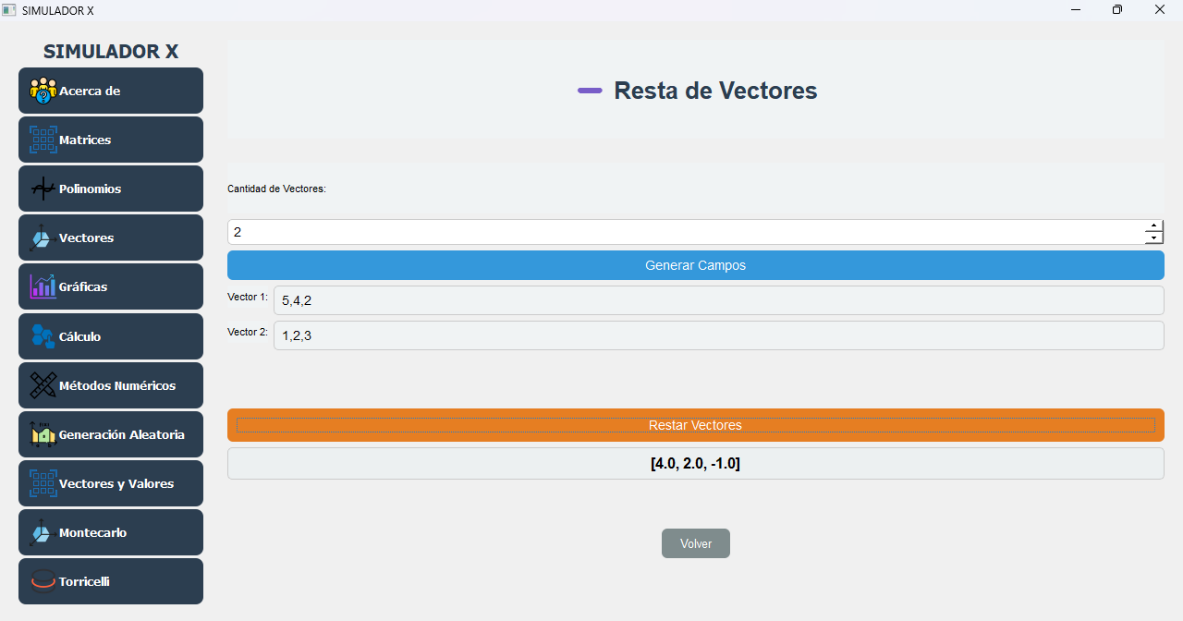 SIMULADOR X
SIMULADOR X
Acerca de
Matrices
Polinomios
Vectores
Gráficas
Cálculo
Métodos Numéricos
Generación Aleatoria
Vectores y Valores
Montecarlo
Torricelli
Resta de Vectores
Cantidad de Vectores:
2
Generar Campos
Vector 1: 5,4,2
Vector 2: 1,2,3
Restar Vectores
[4.0, 2.0, -1.0]
Volver